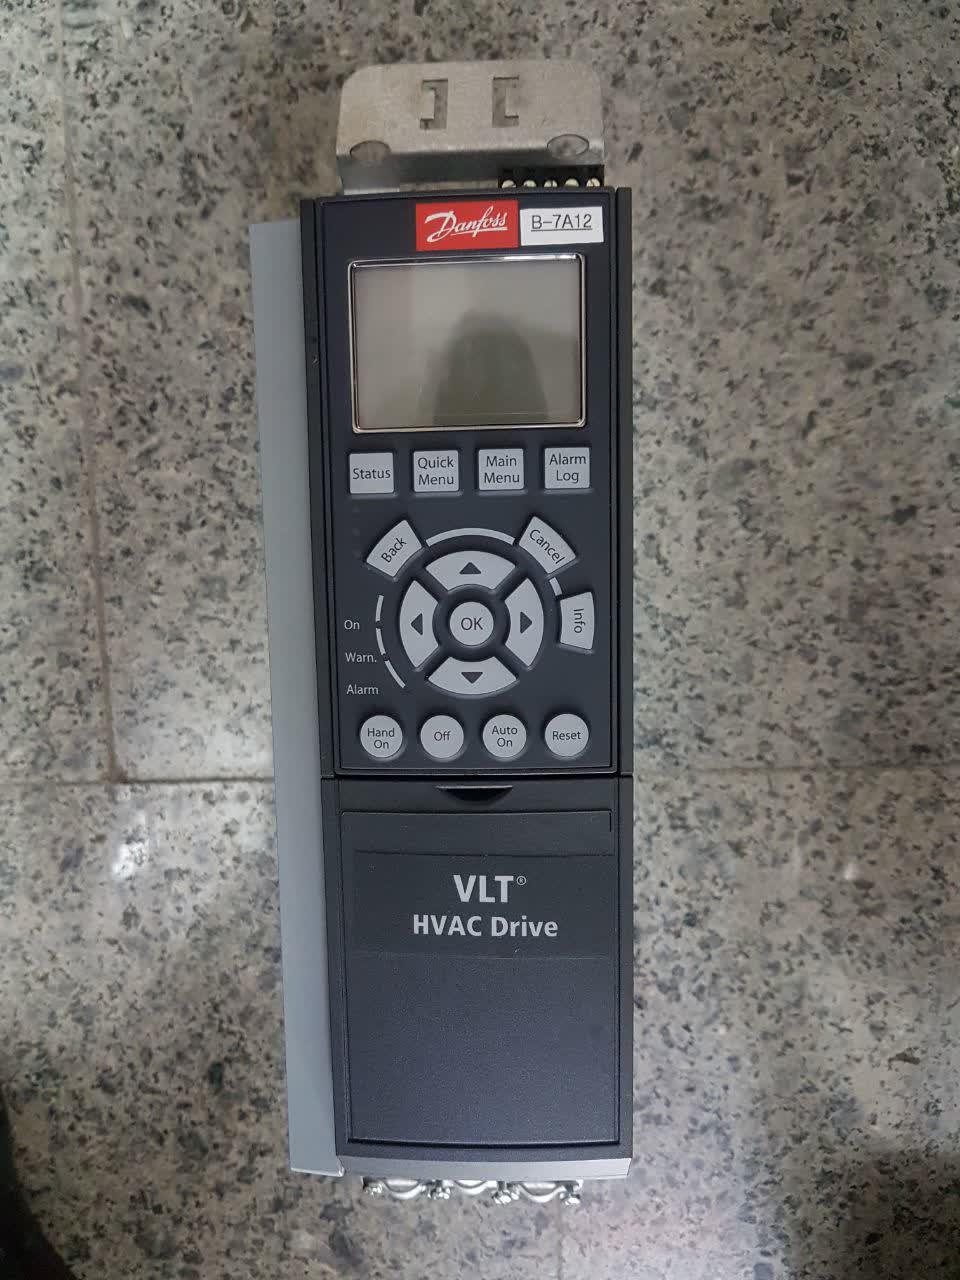 Danfoss
B-7A12
Status
Quick
Menu
Main
Menu
Alarm
Log
Back
Cancel
OK
Info
On
Warn.
Alarm
Hand
On
Off
Auto
On
Reset
VLT®
HVAC Drive